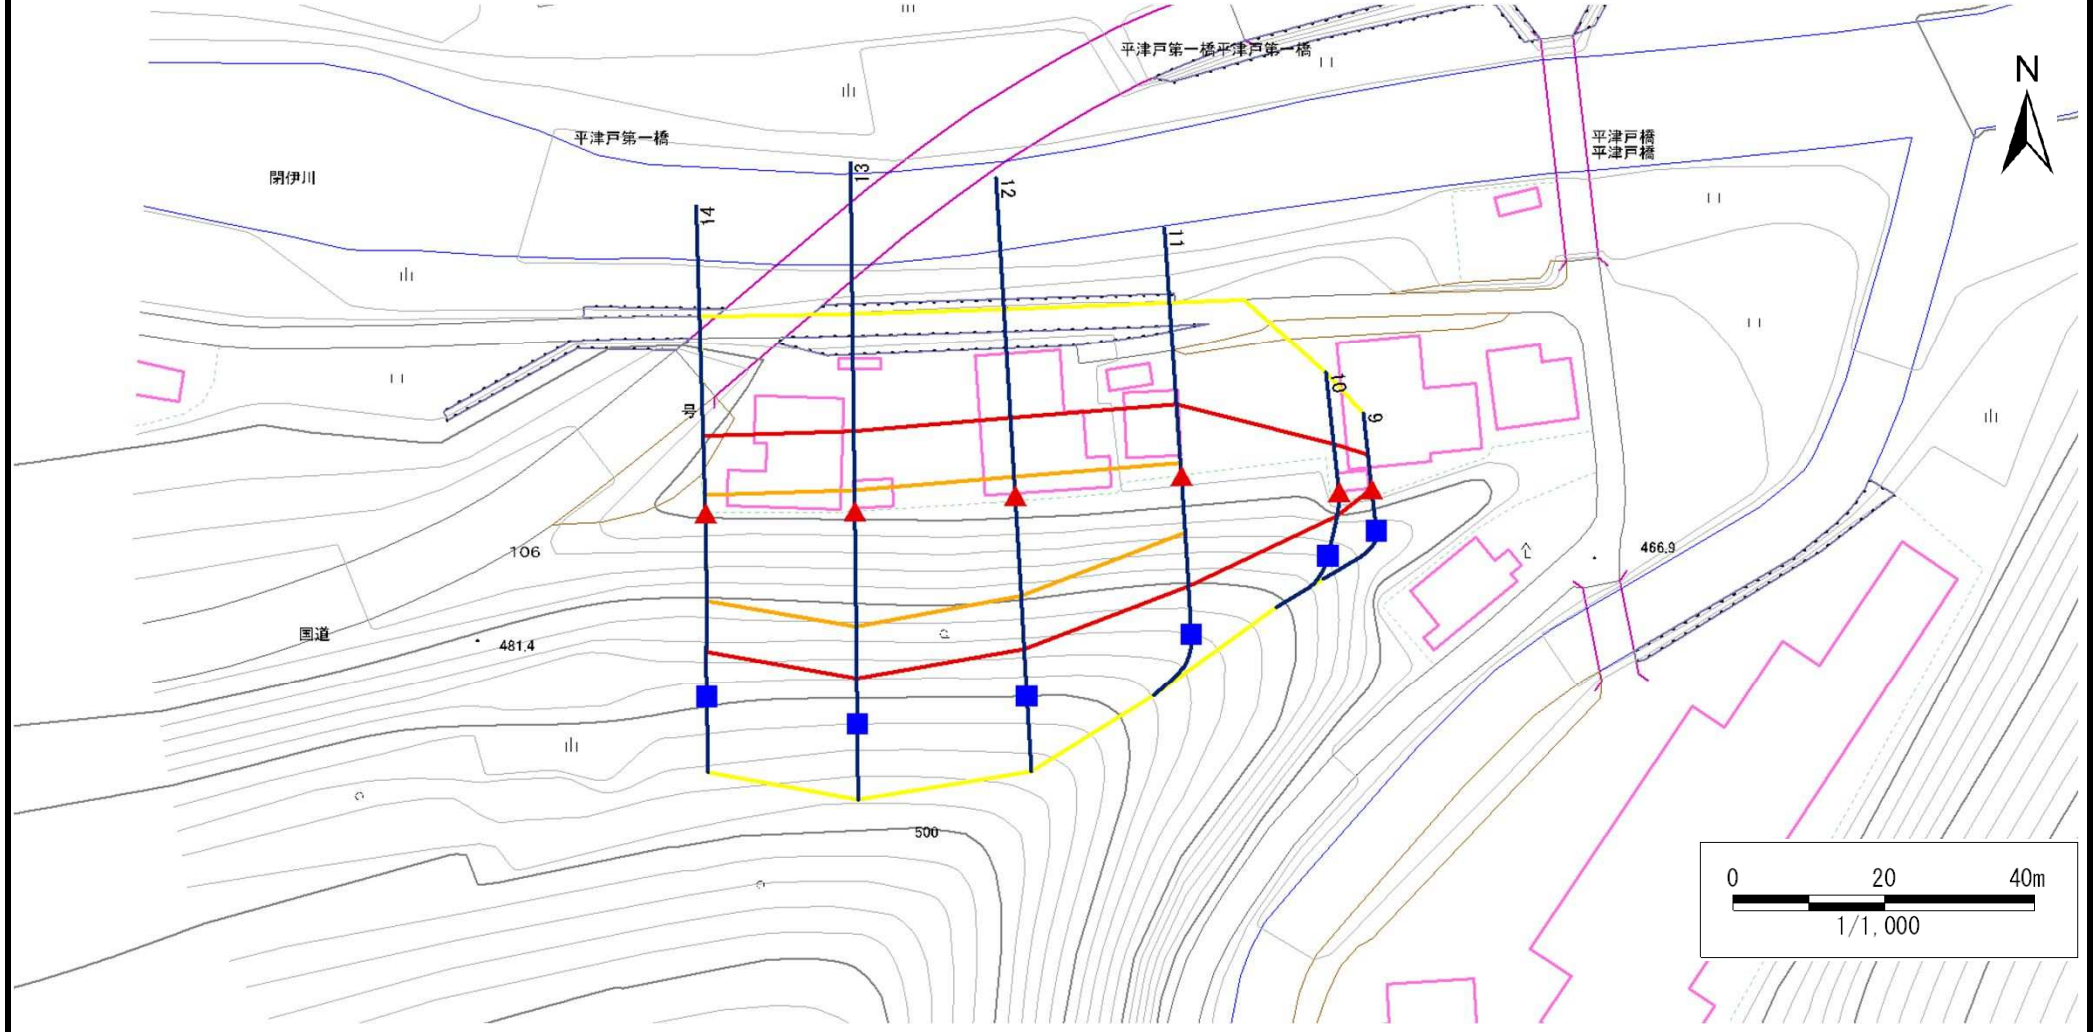 平津戸第一橋平津戸第一橋
N
平津戸第一橋
平津戸橋
平津戸橋
閉伊川
13
12
14
11
10
9
号
106
466.9
国道
481.4
500
0 20 40m
1/1,000